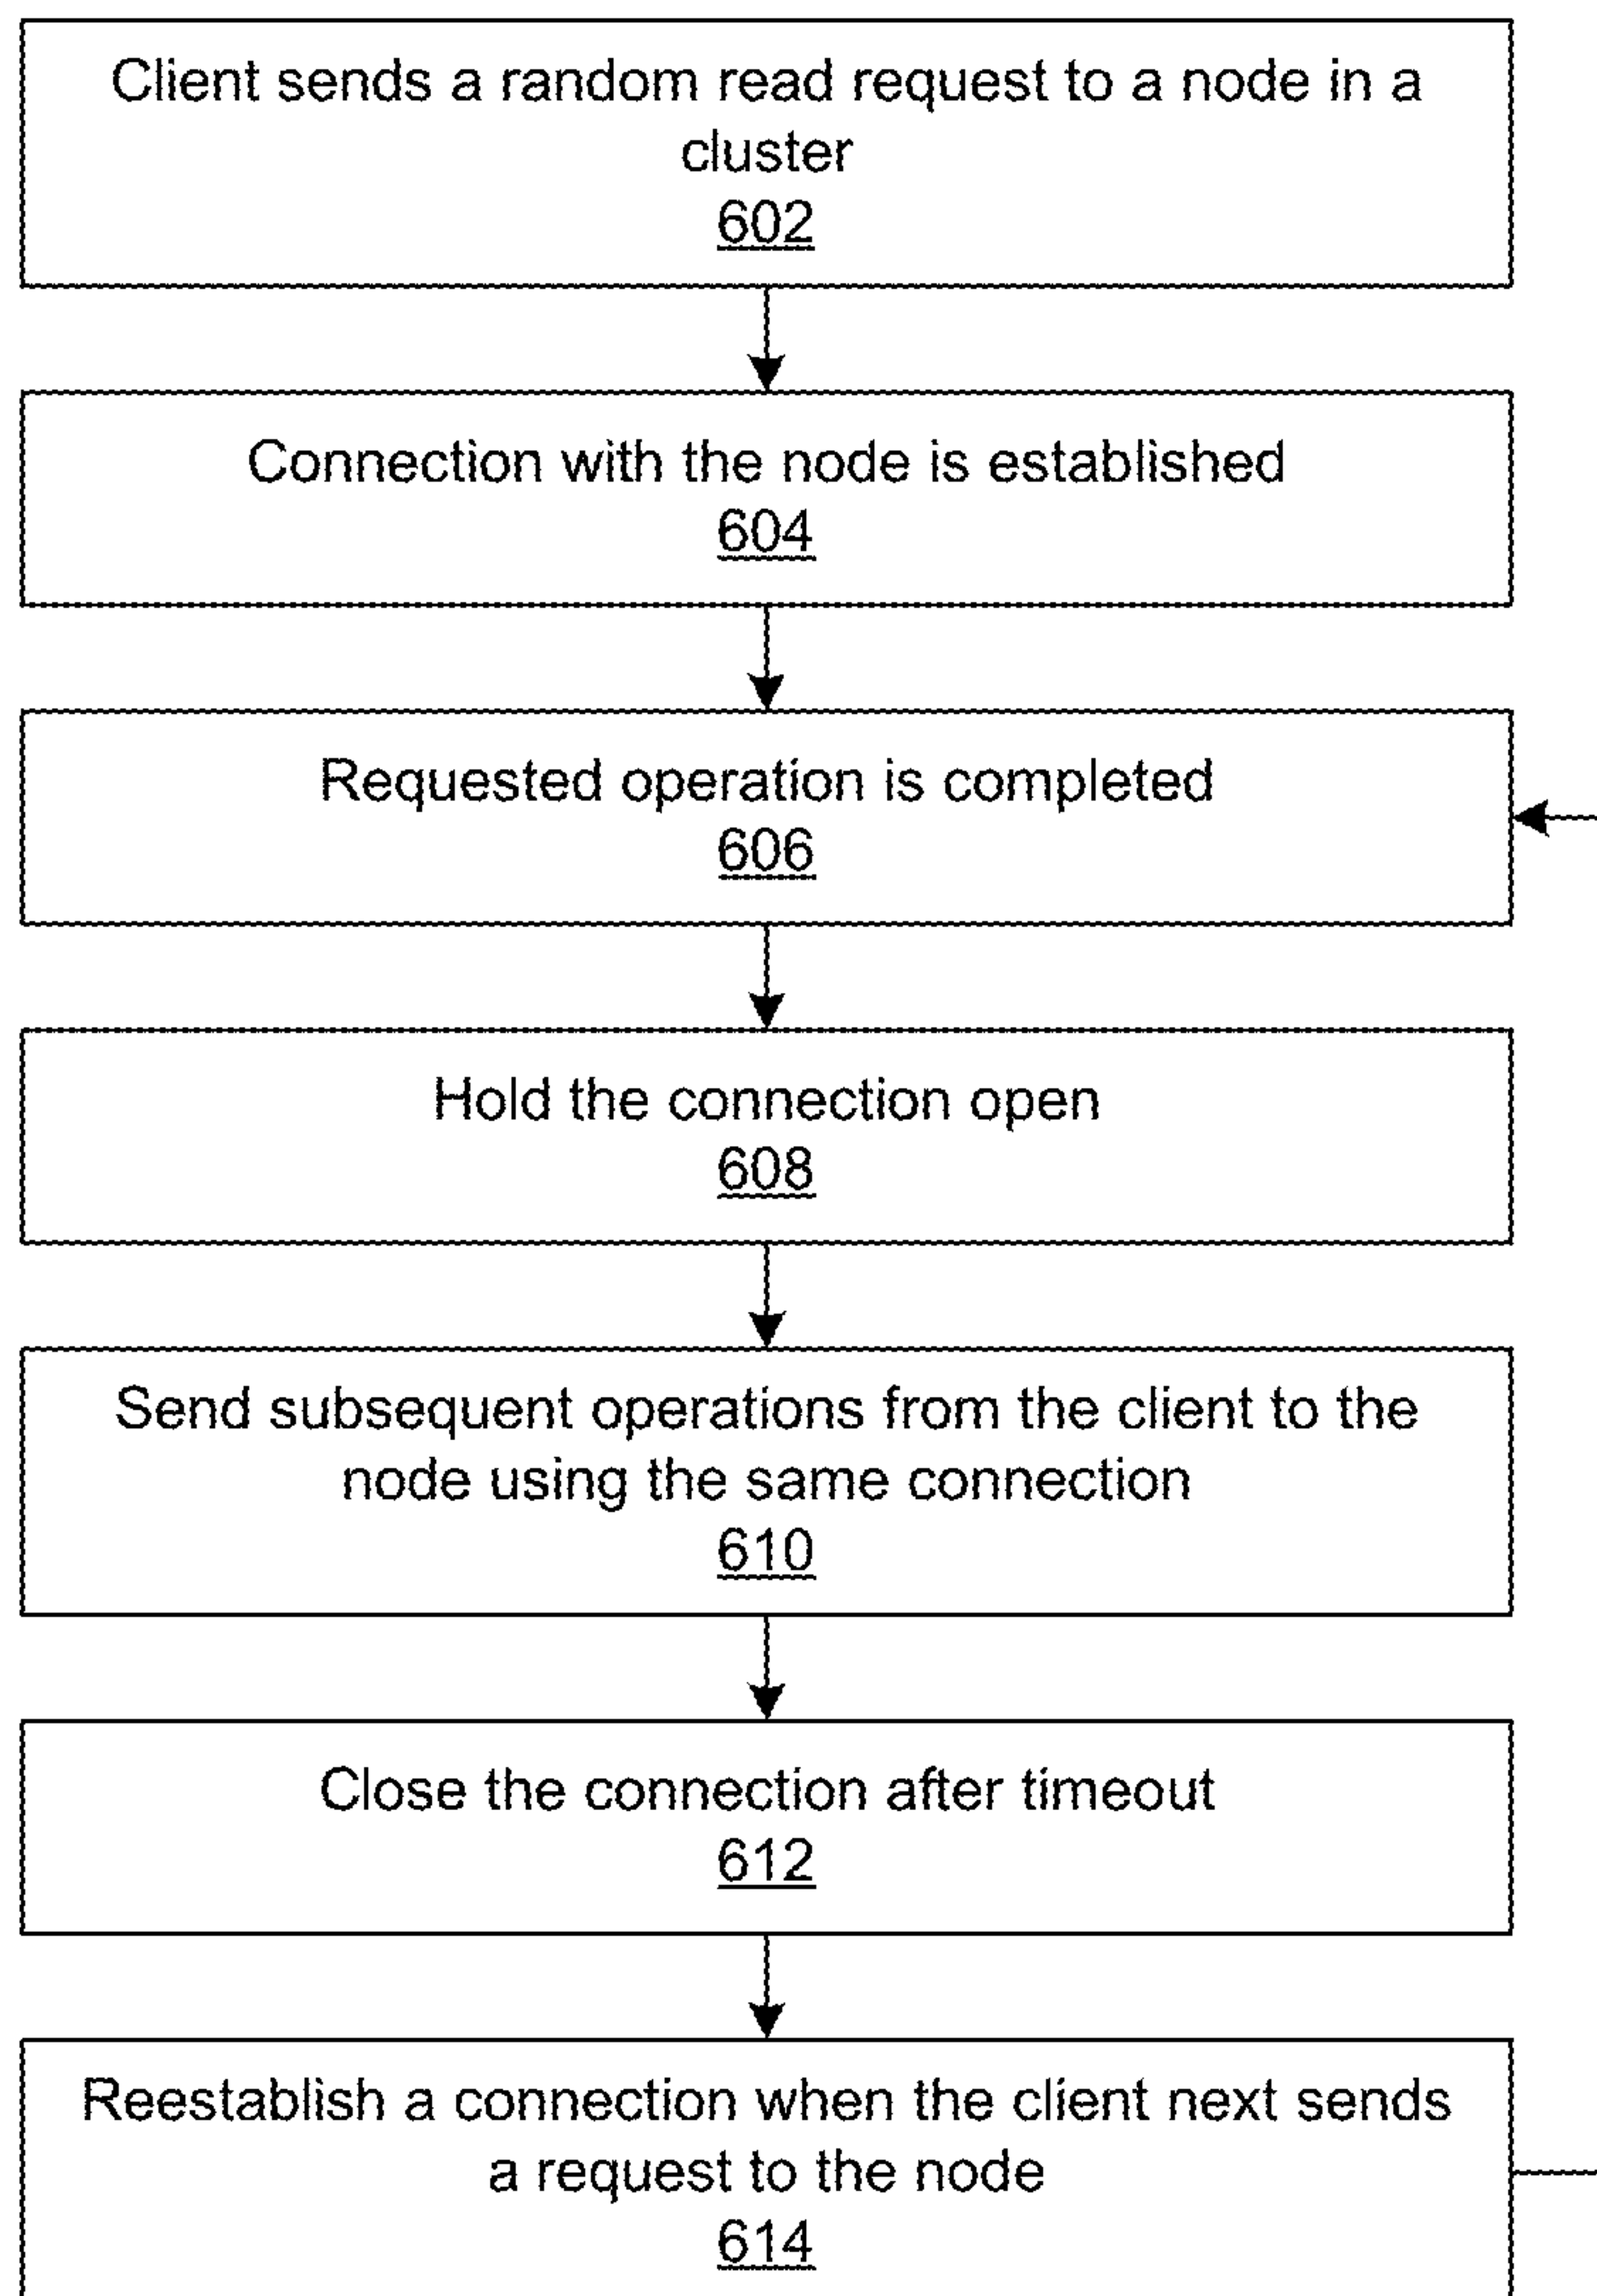 Client sends a random read request to a node in a
cluster
602
Connection with the node is established
604
Requested operation is completed
606
Hold the connection open
608
Send subsequent operations from the client to the
node using the same connection
610
Close the connection after timeout
612
Reestablish a connection when the client next sends
a request to the node
614